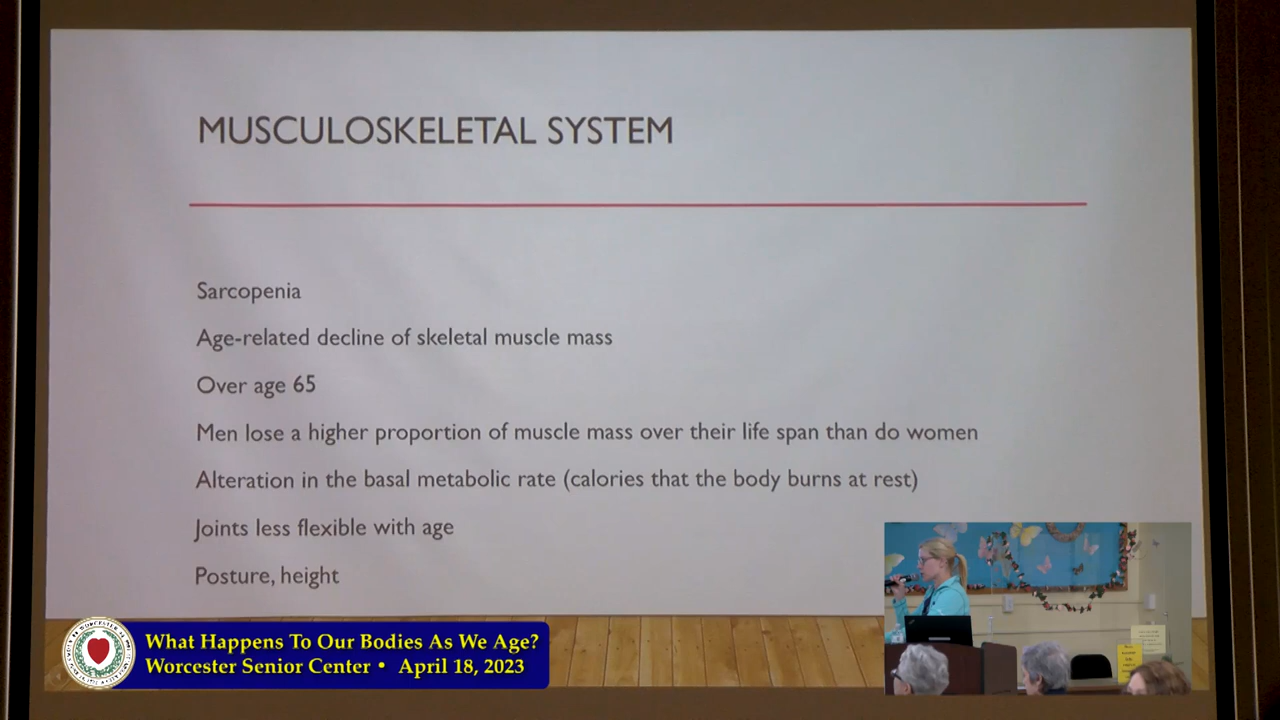 MUSCULOSKELETAL SYSTEM
Sarcopenia
Age-related decline of skeletal muscle mass
Over age 65
Men lose a higher proportion of muscle mass over their life span than do women
Alteration in the basal metabolic rate (calories that the body burns at rest)
Joints less flexible with age
Posture, height
What Happens To Our Bodies As We Age?
Worcester Senior Center • April 18, 2023